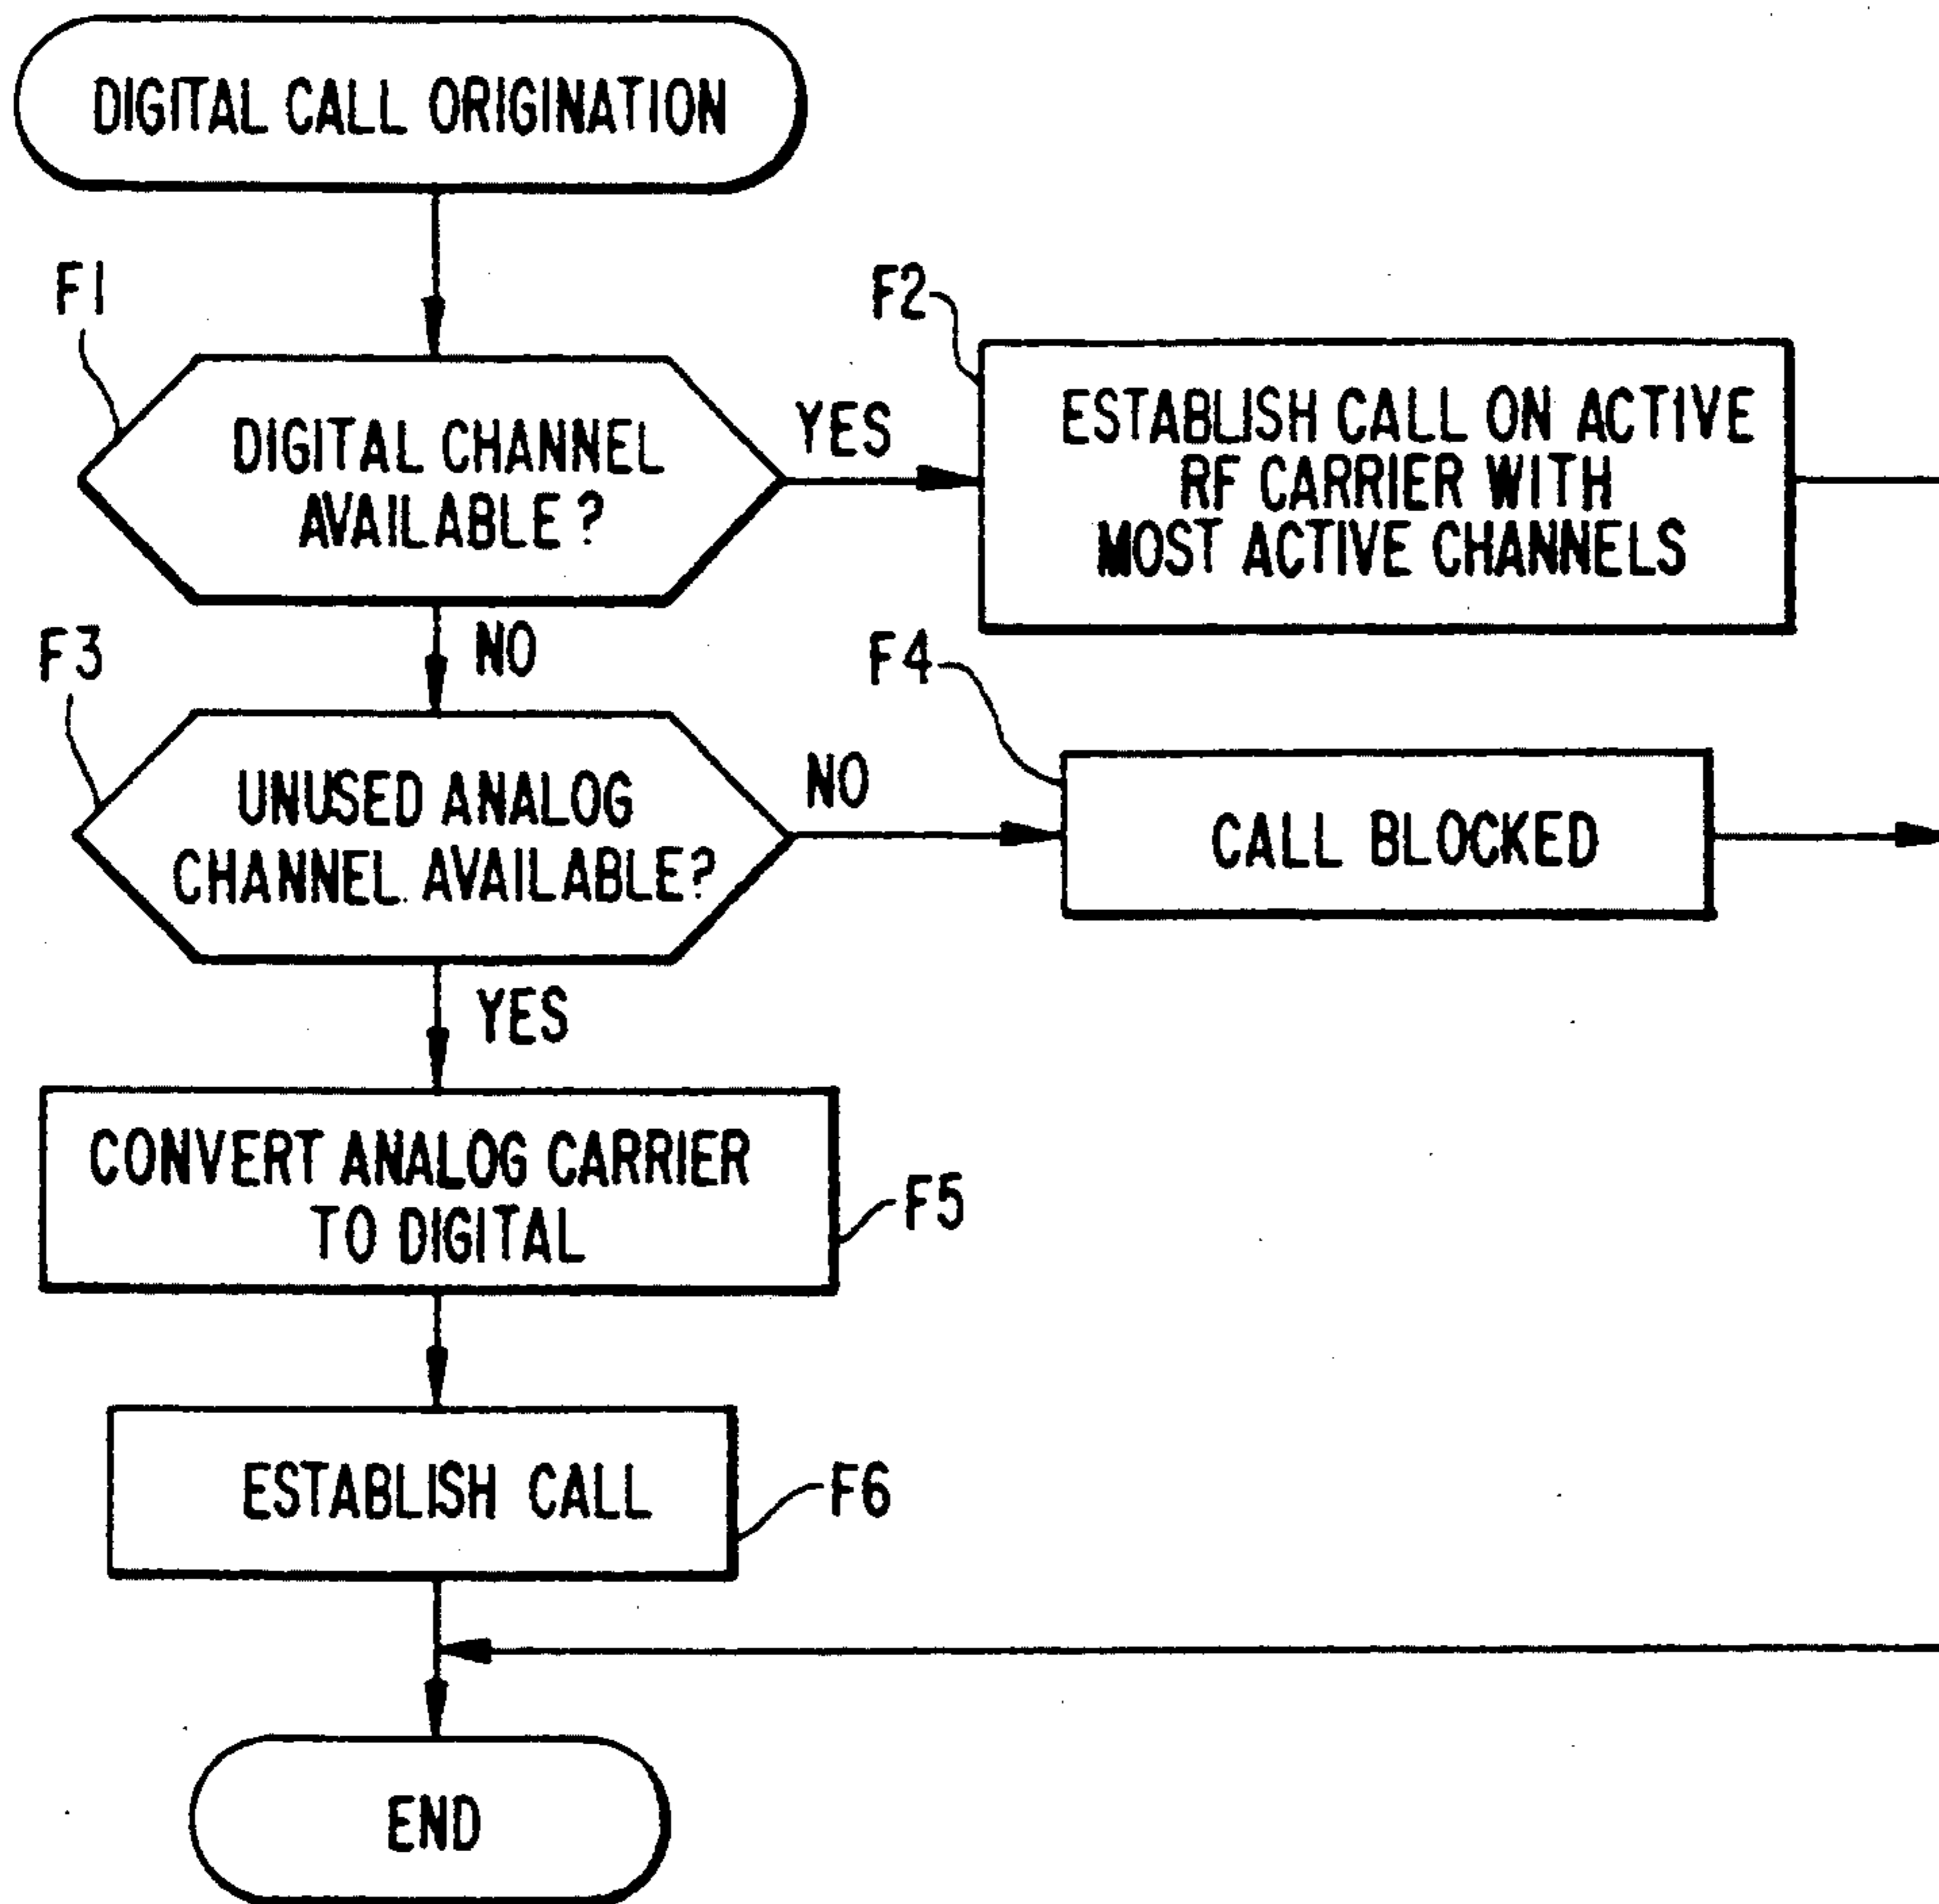 DIGITAL CALL ORIGINATION
F1
DIGITAL CHANNEL
AVAILABLE?
YES
F2
ESTABLISH CALL ON ACTIVE
RF CARRIER WITH
MOST ACTIVE CHANNELS
NO
F3
UNUSED ANALOG
CHANNEL AVAILABLE?
NO
F4
CALL BLOCKED
YES
CONVERT ANALOG CARRIER
TO DIGITAL
F5
ESTABLISH CALL
F6
END